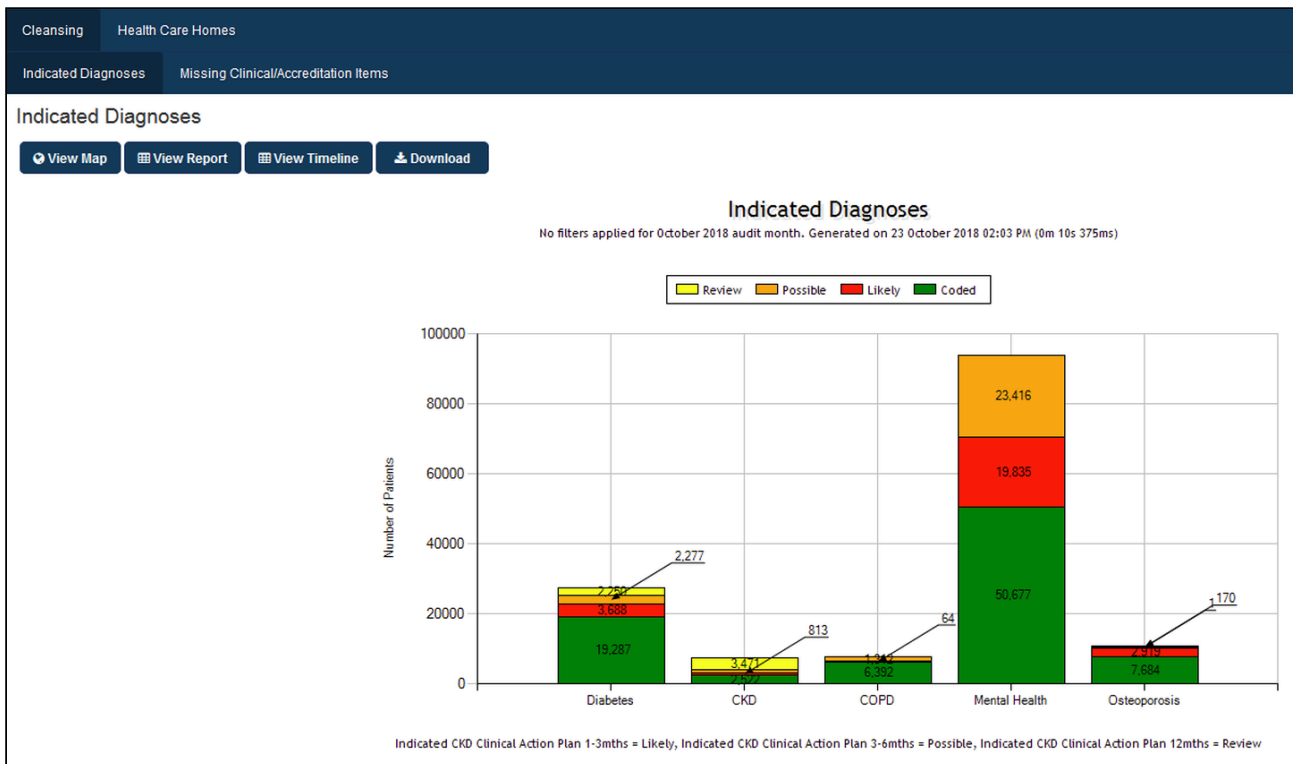 Cleansing Health Care Homes
Indicated Diagnoses Missing Clinical/Accreditation Items
Indicated Diagnoses
View Map View Report View Timeline Download
Indicated Diagnoses
No filters applied for October 2018 audit month. Generated on 23 October 2018 02:03 PM (0m 10s 375ms)
Review Possible Likely Coded
100000
80000
60000
40000
20000
0
Number of Patients
2,277
3,688
19,287
813
3,471
2,522
64
6,392
23,416
19,835
50,677
170
2,919
7,684
Diabetes CKD COPD Mental Health Osteoporosis
Indicated CKD Clinical Action Plan 1-3mths = Likely, Indicated CKD Clinical Action Plan 3-6mths = Possible, Indicated CKD Clinical Action Plan 12mths = Review